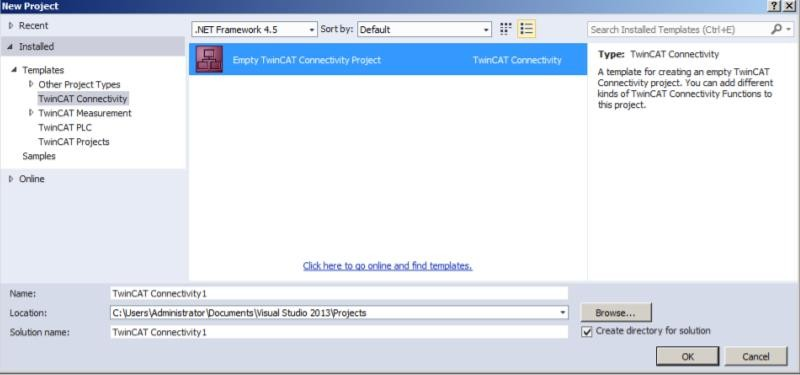 New Project
Recent
.NET Framework 4.5
Sort by: Default
Search Installed Templates (Ctrl+E)
Installed
Templates
Other Project Types
TwinCAT Connectivity
TwinCAT Measurement
TwinCAT PLC
TwinCAT Projects
Samples
Online
Empty TwinCAT Connectivity Project
TwinCAT Connectivity
Type: TwinCAT Connectivity
A template for creating an empty TwinCAT
Connectivity project. You can add different
kinds of TwinCAT Connectivity Functions to
this project.
Click here to go online and find templates.
Name:
TwinCAT Connectivity1
Location:
C:\Users\Administrator\Documents\Visual Studio 2013\Projects
Browse...
Solution name:
TwinCAT Connectivity1
Create directory for solution
OK
Cancel